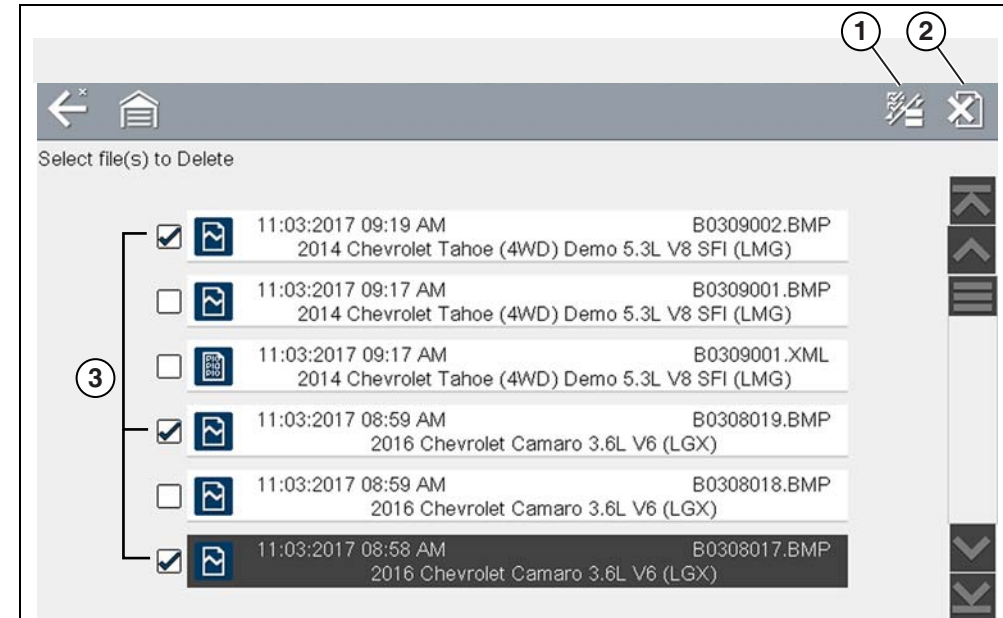 1 2
Select file(s) to Delete
11:03:2017 09:19 AM B0309002.BMP
2014 Chevrolet Tahoe (4WD) Demo 5.3L V8 SFI (LMG)
11:03:2017 09:17 AM B0309001.BMP
2014 Chevrolet Tahoe (4WD) Demo 5.3L V8 SFI (LMG)
11:03:2017 09:17 AM B0309001.XML
2014 Chevrolet Tahoe (4WD) Demo 5.3L V8 SFI (LMG)
3
11:03:2017 08:59 AM B0308019.BMP
2016 Chevrolet Camaro 3.6L V6 (LGX)
11:03:2017 08:59 AM B0308018.BMP
2016 Chevrolet Camaro 3.6L V6 (LGX)
11:03:2017 08:58 AM B0308017.BMP
2016 Chevrolet Camaro 3.6L V6 (LGX)